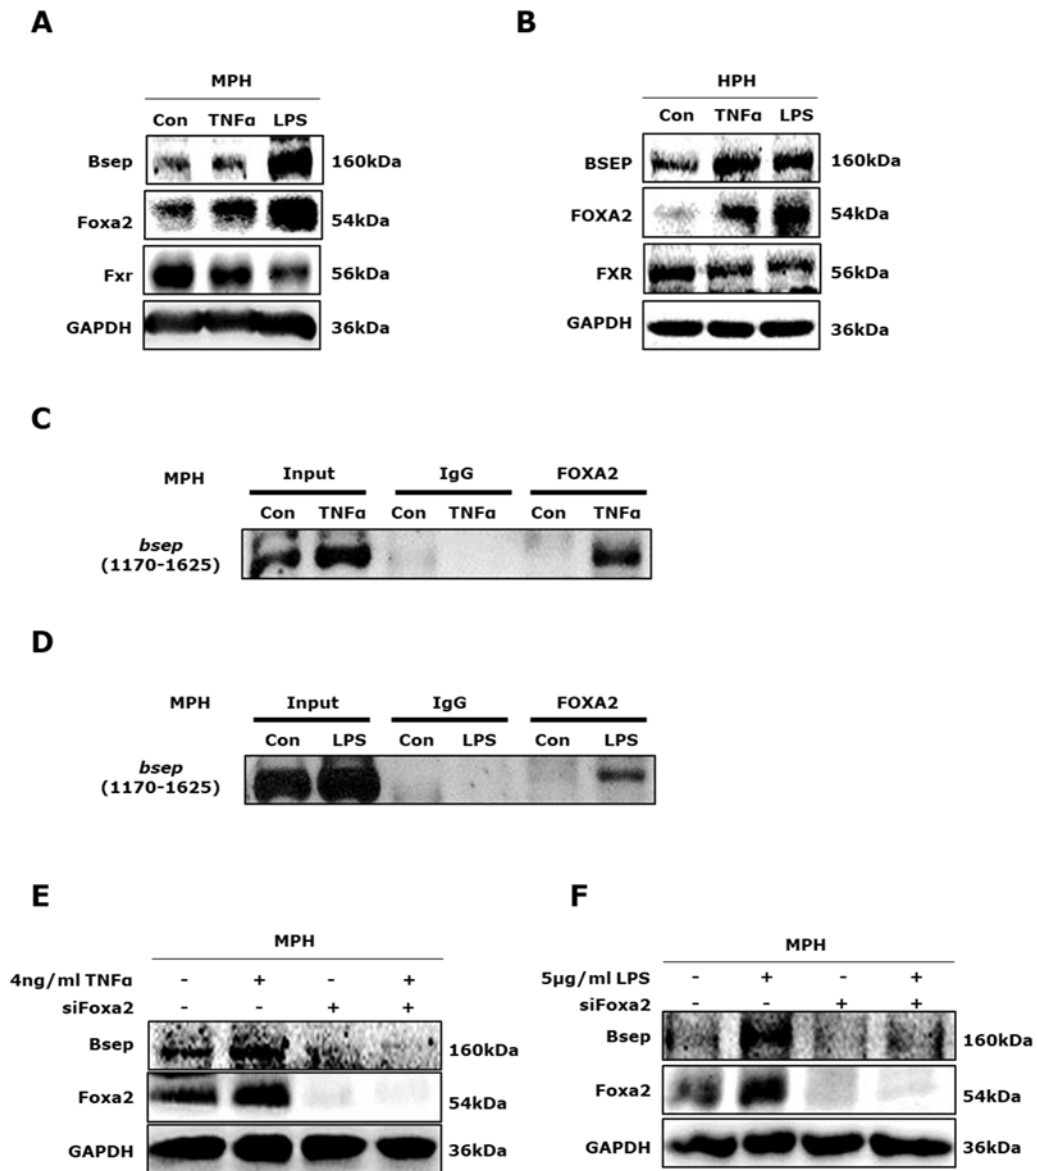 A
B
MPH
Con TNFα LPS
Bsep 160kDa
Foxa2 54kDa
Fxr 56kDa
GAPDH 36kDa
HPH
Con TNFα LPS
BSEP 160kDa
FOXA2 54kDa
FXR 56kDa
GAPDH 36kDa
C
MPH Input IgG FOXA2
Con TNFα Con TNFα Con TNFα
bsep
(1170-1625)
D
MPH Input IgG FOXA2
Con LPS Con LPS Con LPS
bsep
(1170-1625)
E
MPH
4ng/ml TNFα - + - +
siFoxa2 - - + +
Bsep 160kDa
Foxa2 54kDa
GAPDH 36kDa
F
MPH
5μg/ml LPS - + - +
siFoxa2 - - + +
Bsep 160kDa
Foxa2 54kDa
GAPDH 36kDa